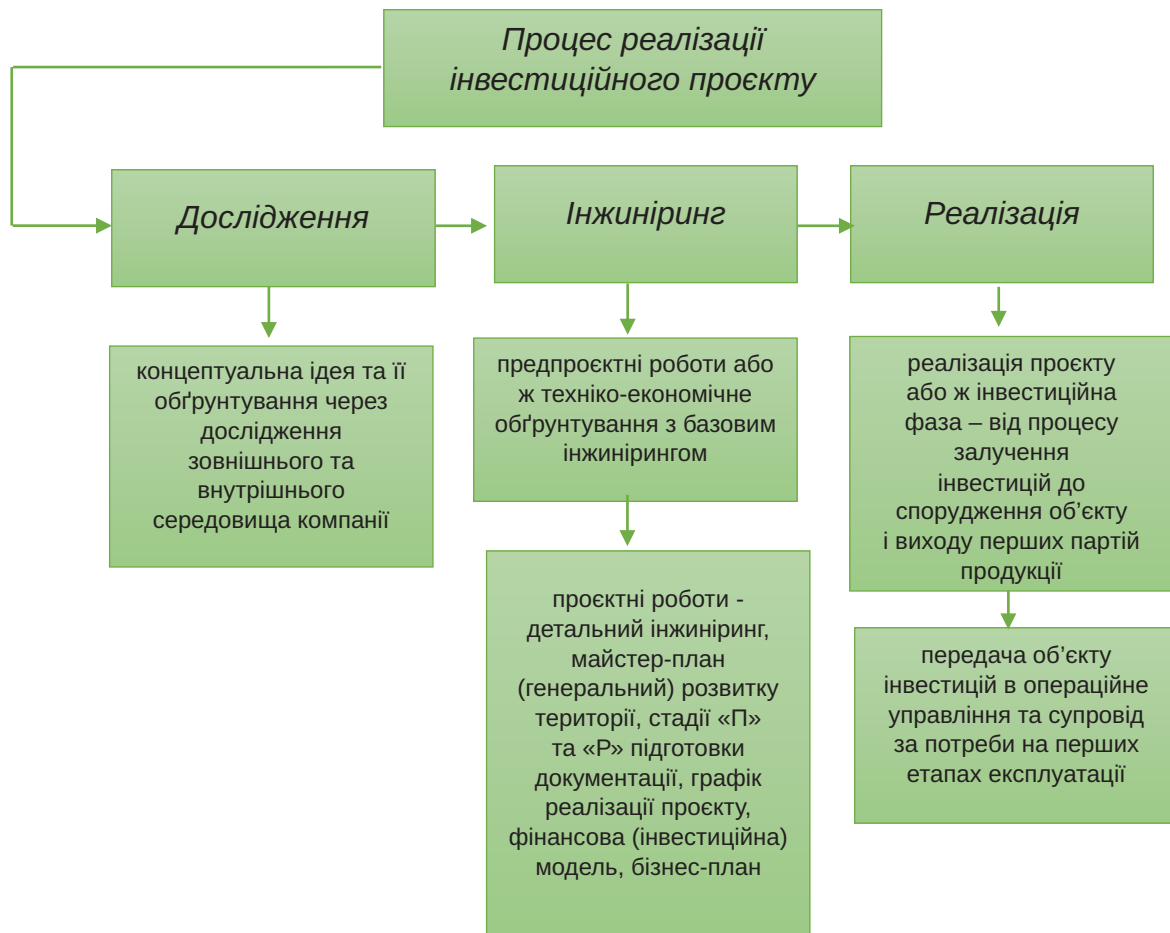 Процес реалізації
інвестиційного проєкту
Дослідження
Інжиніринг
Реалізація
концептуальна ідея та її
обґрунтування через
дослідження
зовнішнього та
внутрішнього
середовища компанії
предпроєктні роботи або
ж техніко-економічне
обґрунтування з базовим
інжинірингом
проєктні роботи -
детальний інжиніринг,
майстер-план
(генеральний) розвитку
території, стадії «П»
та «Р» підготовки
документації, графік
реалізації проєкту,
фінансова (інвестиційна)
модель, бізнес-план
реалізія проєкту
або ж інвестиційна
фаза – від процесу
залучення
інвестицій до
спорудження об’єкту
і виходу перших партій
продукції
передача об’єкту
інвестицій в операційне
управління та супровід
за потреби на перших
етапах експлуатації